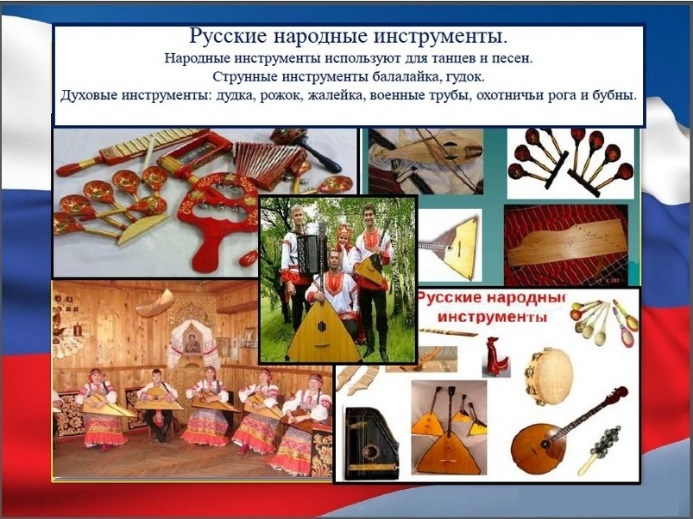 Русские народные инструменты.
Народные инструменты используют для танцев и песен.
Струнные инструменты балалайка, гудок.
Духовые инструменты: дудка, рожок, жалейка, военные трубы, охотничьи рога и бубны.
Русские народные
инструменты